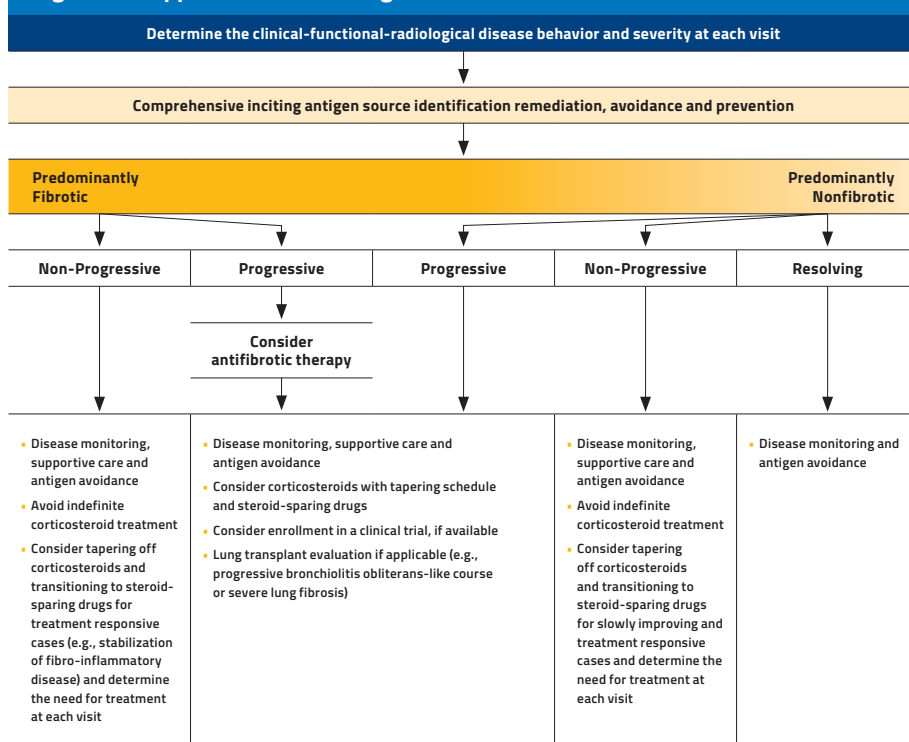 Determine the clinical-functional-radiological disease behavior and severity at each visit
Comprehensive inciting antigen source identification remediation, avoidance and prevention
Predominantly
Fibrotic
Predominantly
Nonfibrotic
Non-Progressive
Progressive
Progressive
Non-Progressive
Resolving
Consider
antifibrotic therapy
▪ Disease monitoring,
supportive care and
antigen avoidance
▪ Avoid indefinite
corticosteroid treatment
▪ Consider tapering off
corticosteroids and
transitioning to steroid-
sparing drugs for
treatment responsive
cases (e.g., stabilization
of fibro-inflammatory
disease) and determine
the need for treatment
at each visit
▪ Disease monitoring, supportive care and
antigen avoidance
▪ Consider corticosteroids with tapering schedule
and steroid-sparing drugs
▪ Consider enrollment in a clinical trial, if available
▪ Lung transplant evaluation if applicable (e.g.,
progressive bronchiolitis obliterans-like course
or severe lung fibrosis)
▪ Disease monitoring,
supportive care and
antigen avoidance
▪ Avoid indefinite
corticosteroid treatment
▪ Consider tapering
off corticosteroids
and transitioning to
steroid-sparing drugs
for slowly improving and
treatment responsive
cases and determine the
need for treatment at
each visit
▪ Disease monitoring and
antigen avoidance